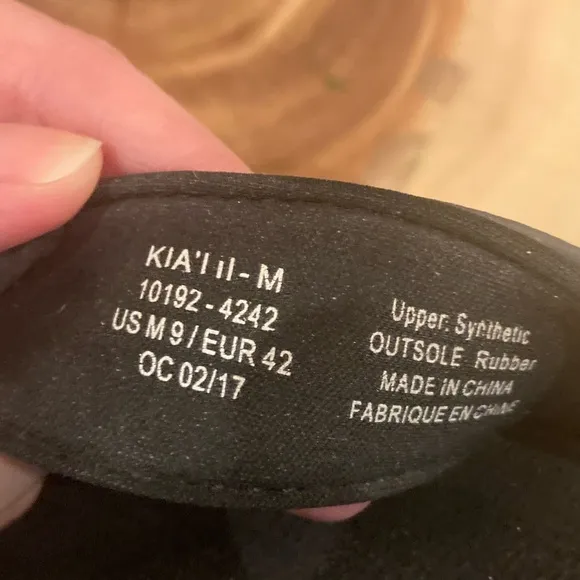 KIA'I II - M
10192 - 4242
US M 9 / EUR 42
OC 02/17
Upper: Synthetic
OUTSOLE Rubber
MADE IN CHINA
FABRIQUE EN CHINE